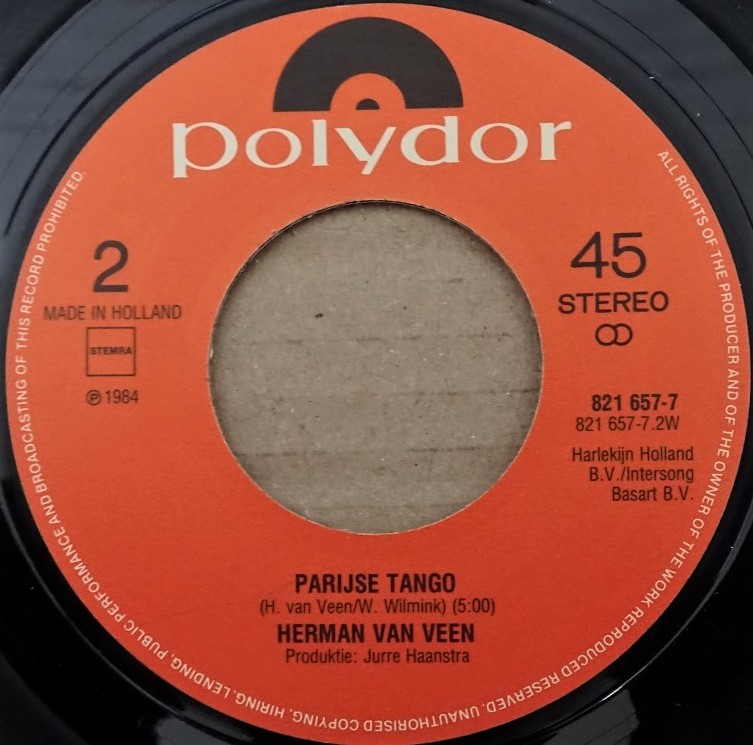 polydor
2
MADE IN HOLLAND
STEMRA
℗ 1984
45
STEREO
821 657-7
821 657-7.2W
Harlekijn Holland
B.V./Intersong
Basart B.V.
PARIJSE TANGO
(H. van Veen/W. Wilmink) (5:00)
HERMAN VAN VEEN
Produktie: Jurre Haanstra
ALL RIGHTS OF THE PRODUCER AND OF THE OWNER OF THE WORK REPRODUCED RESERVED. UNAUTHORISED COPYING, HIRING, LENDING, PUBLIC PERFORMANCE AND BROADCASTING OF THIS RECORD PROHIBITED.